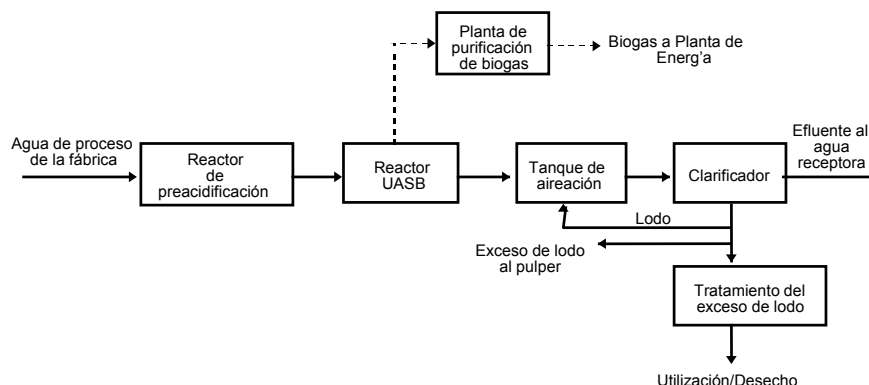 Planta de
purificación
de biogas
Biogas a Planta de
Energ'a
Agua de proceso
de la fábrica
Reactor
de
preacidificación
Reactor
UASB
Tanque de
aireación
Clarificador
Efluente al
agua
receptora
Lodo
Exceso de lodo
al pulper
Tratamiento del
exceso de lodo
Utilización/Desecho